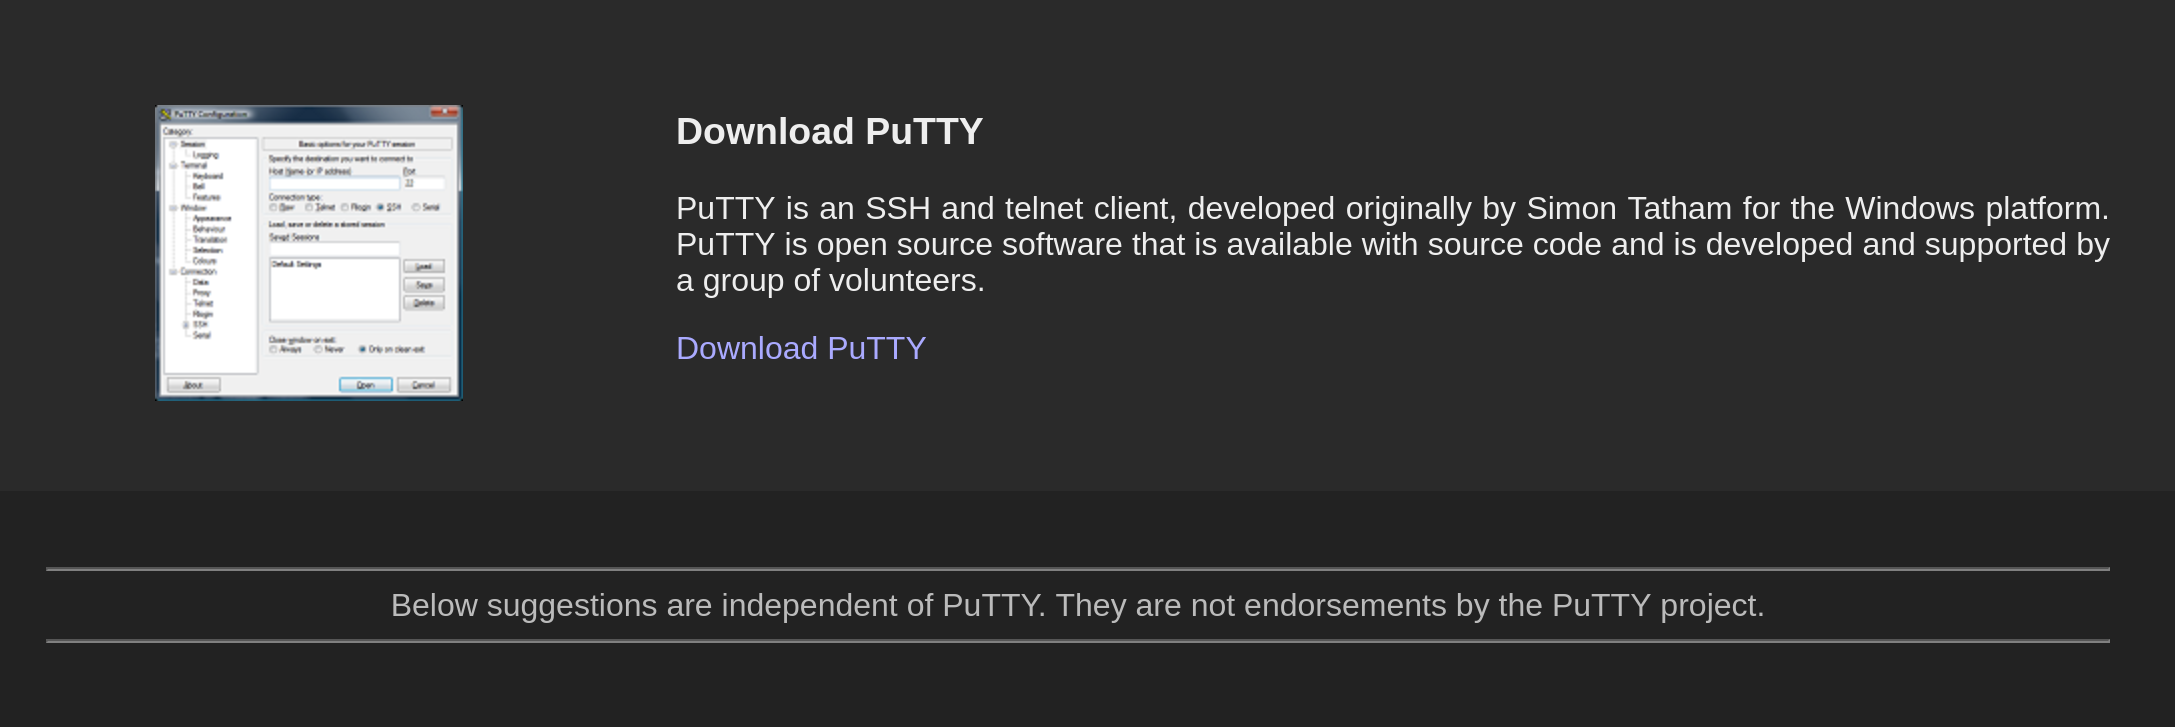 PuTTY Configuration
Category:
Session
Logging
Terminal
Keyboard
Bell
Features
Window
Appearance
Behaviour
Translation
Selection
Colours
Connection
Data
Proxy
Telnet
Rlogin
SSH
Serial
Basic options for your PuTTY session
Specify the destination you want to connect to
Host Name (or IP address) Port
22
Connection type:
Raw Telnet Rlogin SSH Serial
Load, save or delete a stored session
Saved Sessions
Default Settings
Load
Save
Delete
Close window on exit:
Always Never Only on clean exit
About Open Cancel
Download PuTTY
PuTTY is an SSH and telnet client, developed originally by Simon Tatham for the Windows platform.
PuTTY is open source software that is available with source code and is developed and supported by
a group of volunteers.
Download PuTTY
Below suggestions are independent of PuTTY. They are not endorsements by the PuTTY project.